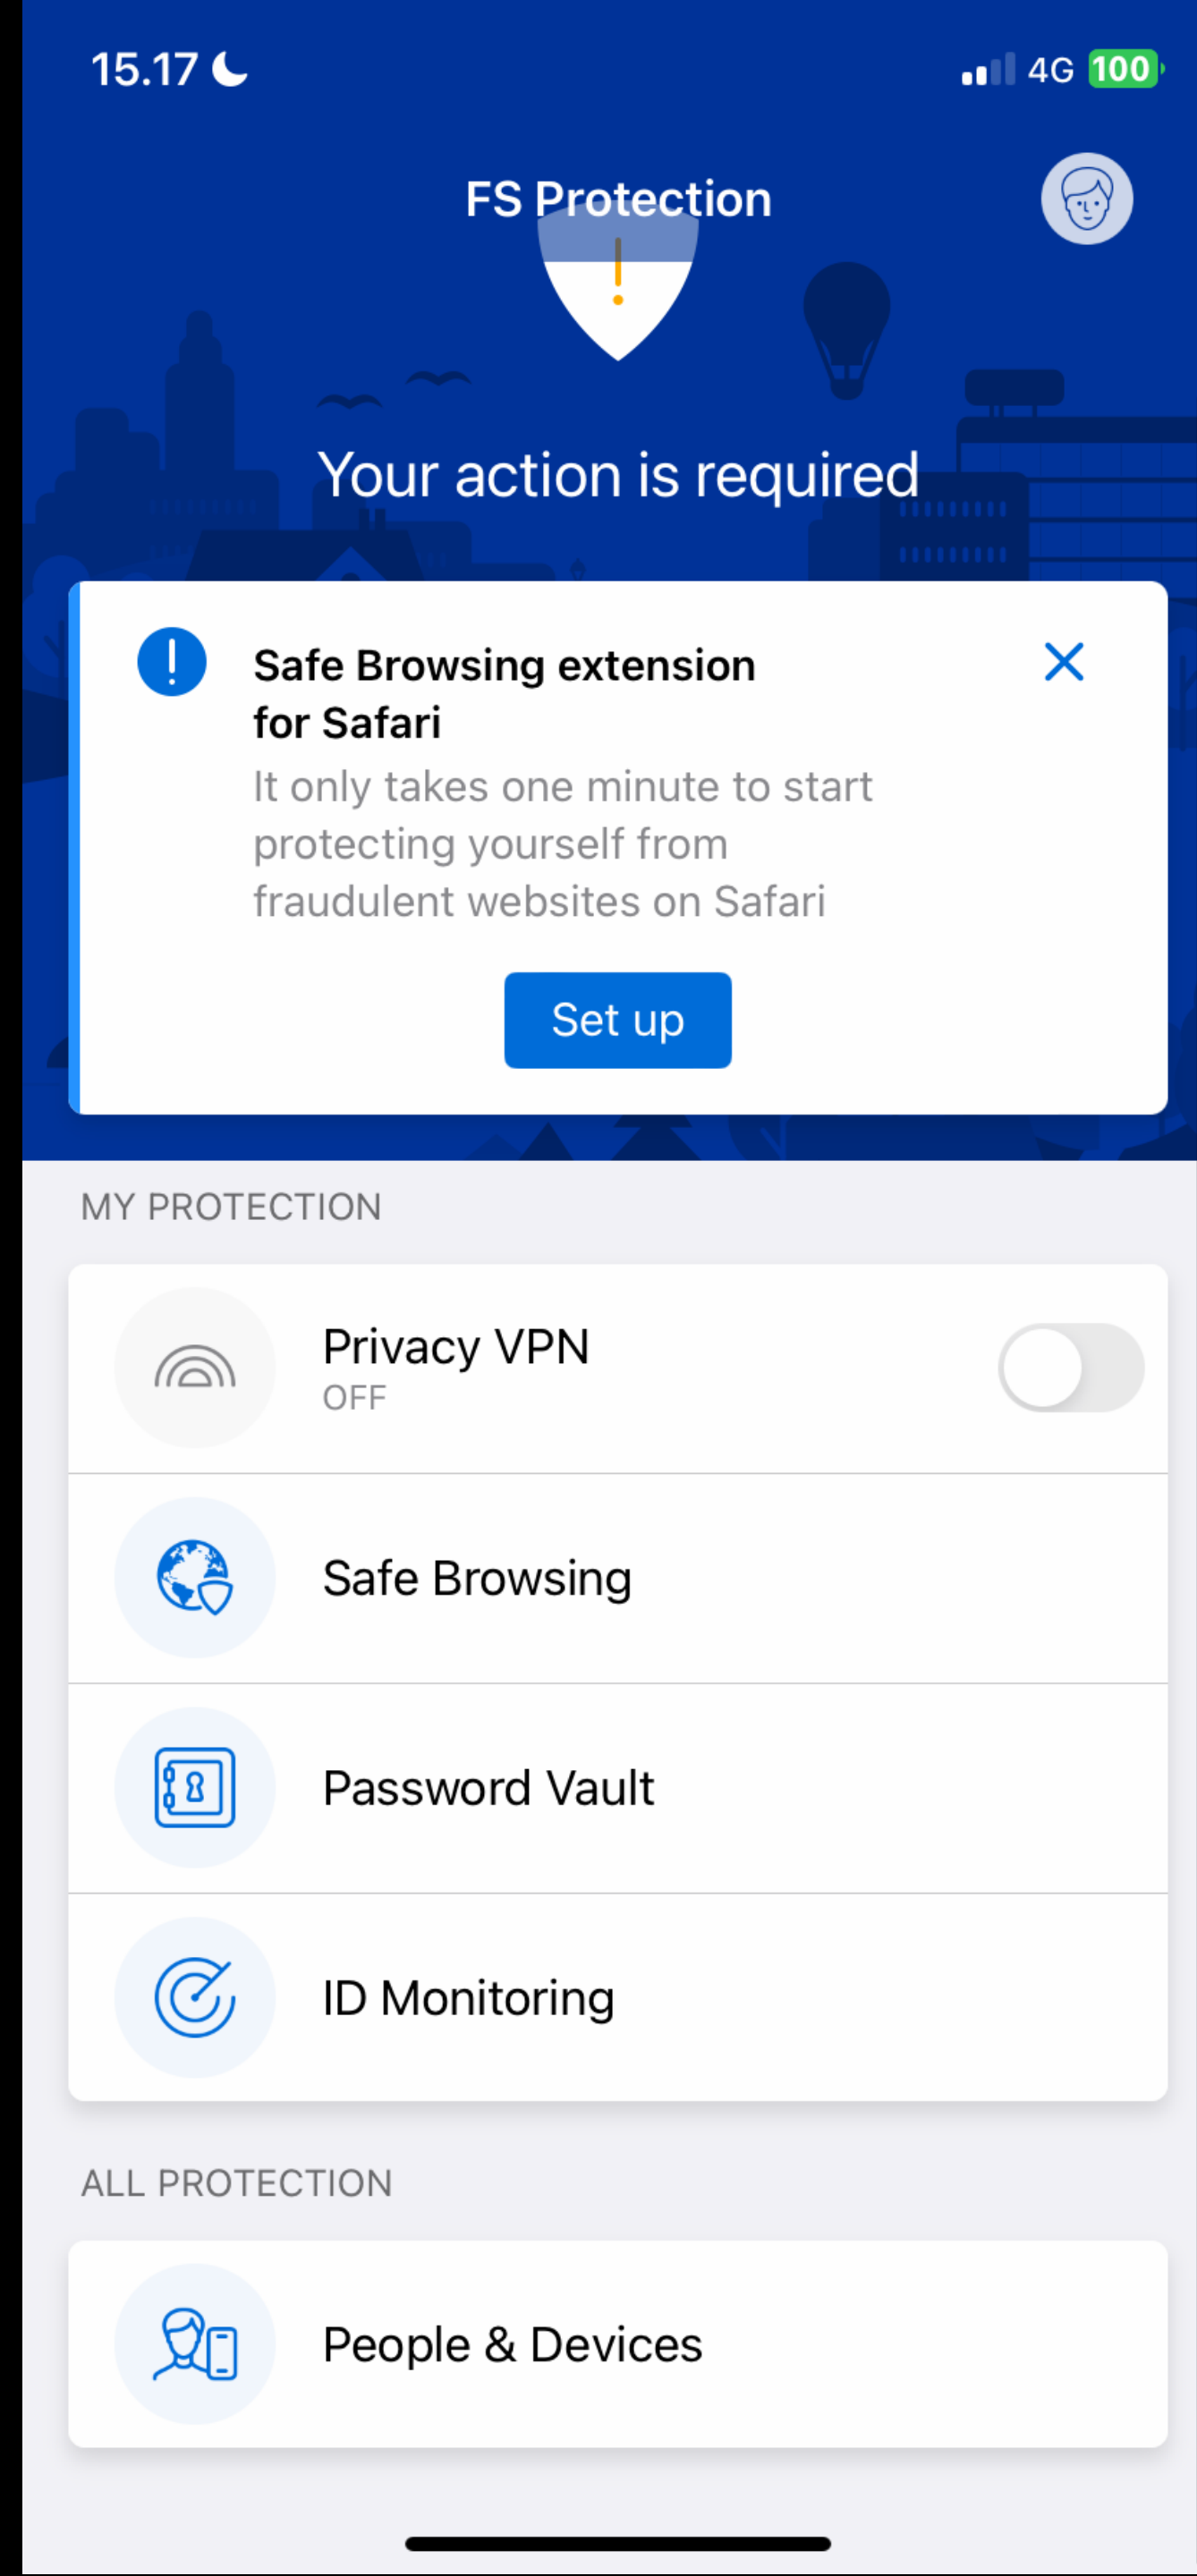 15.17
4G 100
FS Protection
Your action is required
Safe Browsing extension
for Safari
It only takes one minute to start
protecting yourself from
fraudulent websites on Safari
Set up
MY PROTECTION
Privacy VPN
OFF
Safe Browsing
Password Vault
ID Monitoring
ALL PROTECTION
People & Devices